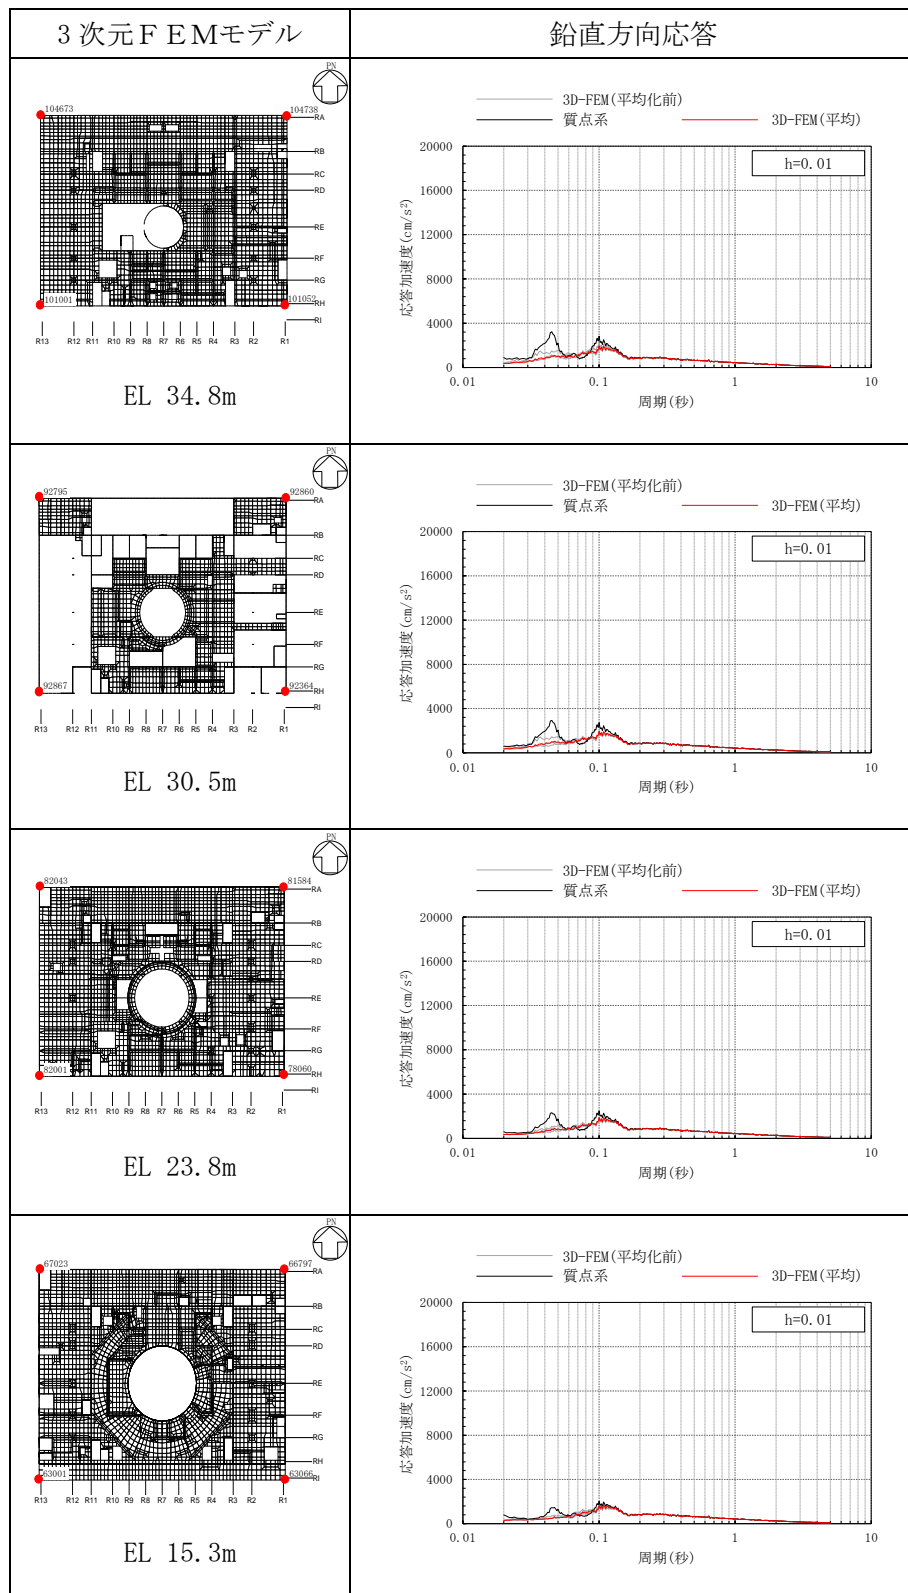 3次元FEMモデル
鉛直方向応答
PN
104673
104738
RA
RB
RC
RD
RE
RF
RG
101001
101052
RH
RI
R13 R12 R11 R10 R9 R8 R7 R6 R5 R4 R3 R2 R1
EL 34.8m
3D-FEM(平均化前)
質点系
3D-FEM(平均)
h=0.01
20000
16000
12000
8000
4000
0
応答加速度(cm/s²)
0.01 0.1 1 10
周期(秒)
PN
92795
92860
RA
RB
RC
RD
RE
RF
RG
92867
92364
RH
RI
R13 R12 R11 R10 R9 R8 R7 R6 R5 R4 R3 R2 R1
EL 30.5m
3D-FEM(平均化前)
質点系
3D-FEM(平均)
h=0.01
20000
16000
12000
8000
4000
0
応答加速度(cm/s²)
0.01 0.1 1 10
周期(秒)
PN
82043
81584
RA
RB
RC
RD
RE
RF
RG
82001
78060
RH
RI
R13 R12 R11 R10 R9 R8 R7 R6 R5 R4 R3 R2 R1
EL 23.8m
3D-FEM(平均化前)
質点系
3D-FEM(平均)
h=0.01
20000
16000
12000
8000
4000
0
応答加速度(cm/s²)
0.01 0.1 1 10
周期(秒)
PN
67023
66797
RA
RB
RC
RD
RE
RF
RG
RH
63001
63066
RI
R13 R12 R11 R10 R9 R8 R7 R6 R5 R4 R3 R2 R1
EL 15.3m
3D-FEM(平均化前)
質点系
3D-FEM(平均)
h=0.01
20000
16000
12000
8000
4000
0
応答加速度(cm/s²)
0.01 0.1 1 10
周期(秒)